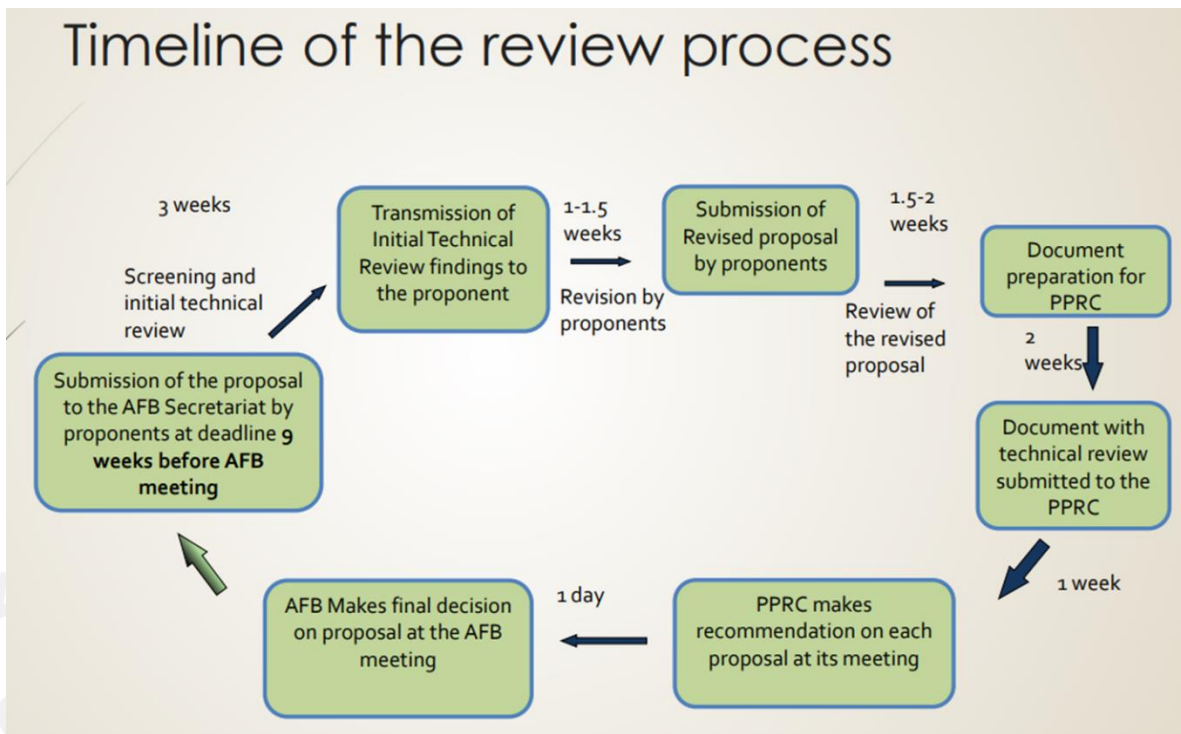 Timeline of the review process
3 weeks
Screening and
initial technical
review
Submission of the proposal
to the AFB Secretariat by
proponents at deadline 9
weeks before AFB
meeting
Transmission of
Initial Technical
Review findings to
the proponent
1-1.5
weeks
Revision by
proponents
Submission of
Revised proposal
by proponents
1.5-2
weeks
Review of
the revised
proposal
Document
preparation for
PPRC
2
weeks
Document with
technical review
submitted to the
PPRC
1 week
PPRC makes
recommendation on each
proposal at its meeting
1 day
AFB Makes final decision
on proposal at the AFB
meeting